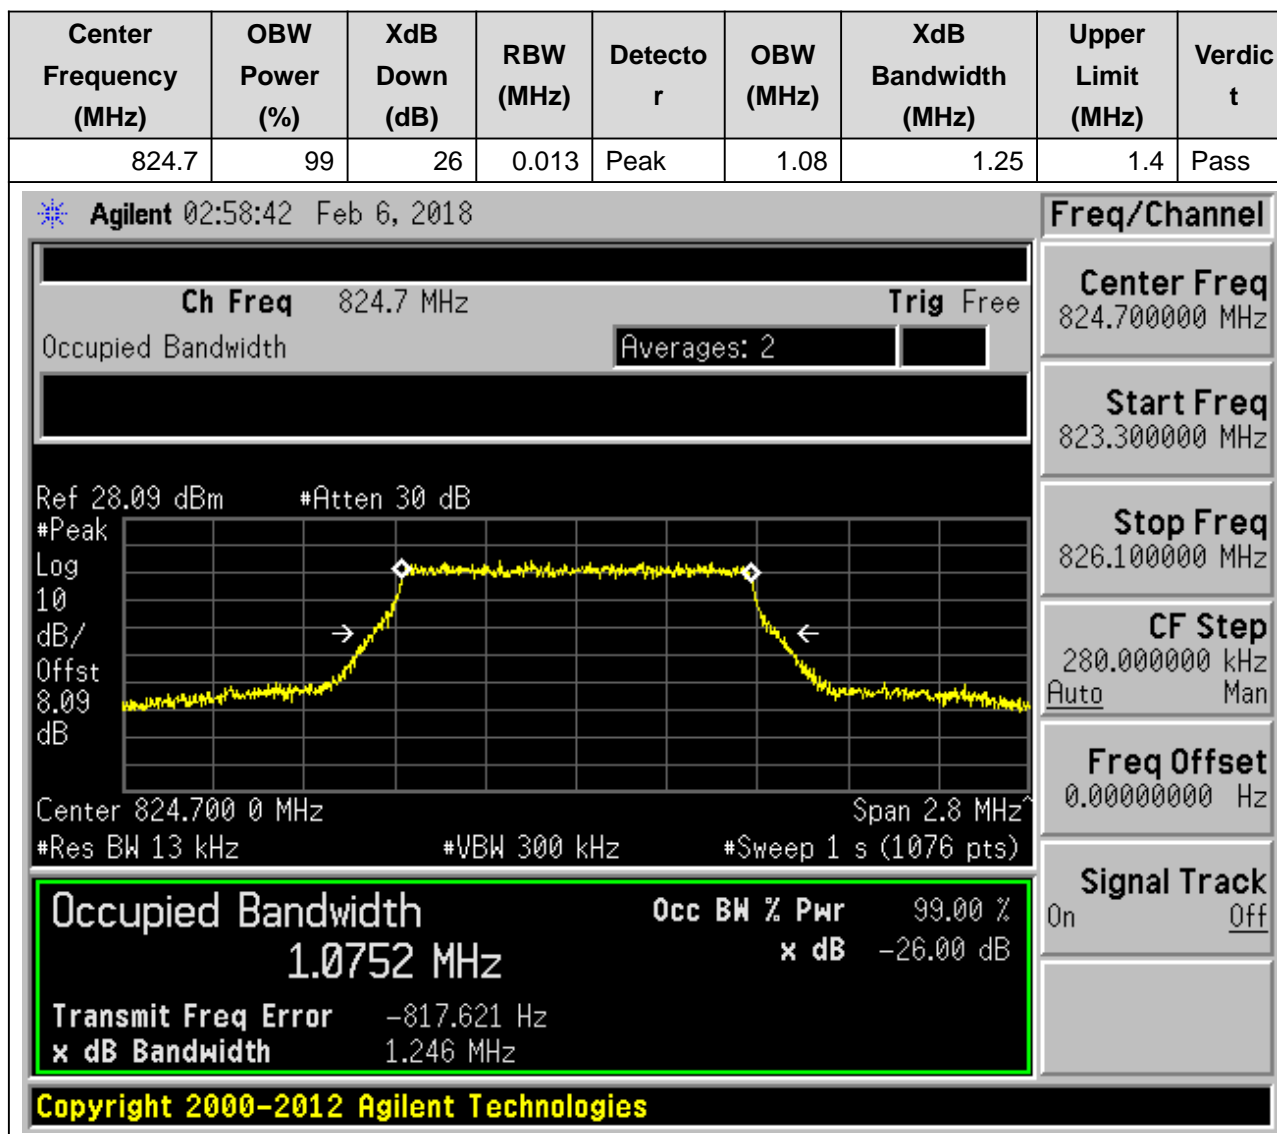 Center Frequency (MHz) OBW Power (%) XdB Down (dB) RBW (MHz) Detecto r OBW (MHz) XdB Bandwidth (MHz) Upper Limit (MHz) Verdic t
824.7 99 26 0.013 Peak 1.08 1.25 1.4 Pass
Agilent 02:58:42 Feb 6, 2018
Ch Freq 824.7 MHz Trig Free
Occupied Bandwidth Averages: 2
Ref 28.09 dBm #Atten 30 dB
#Peak
Log
10
dB/
Offst
8.09
dB
Center 824.700 0 MHz Span 2.8 MHz^
#Res BW 13 kHz #VBW 300 kHz #Sweep 1 s (1076 pts)
Occupied Bandwidth Occ BW % Pwr 99.00 %
1.0752 MHz x dB -26.00 dB
Transmit Freq Error -817.621 Hz
x dB Bandwidth 1.246 MHz
Copyright 2000-2012 Agilent Technologies
Freq/Channel
Center Freq
824.700000 MHz
Start Freq
823.300000 MHz
Stop Freq
826.100000 MHz
CF Step
280.000000 kHz
Auto Man
Freq Offset
0.00000000 Hz
Signal Track
On Off